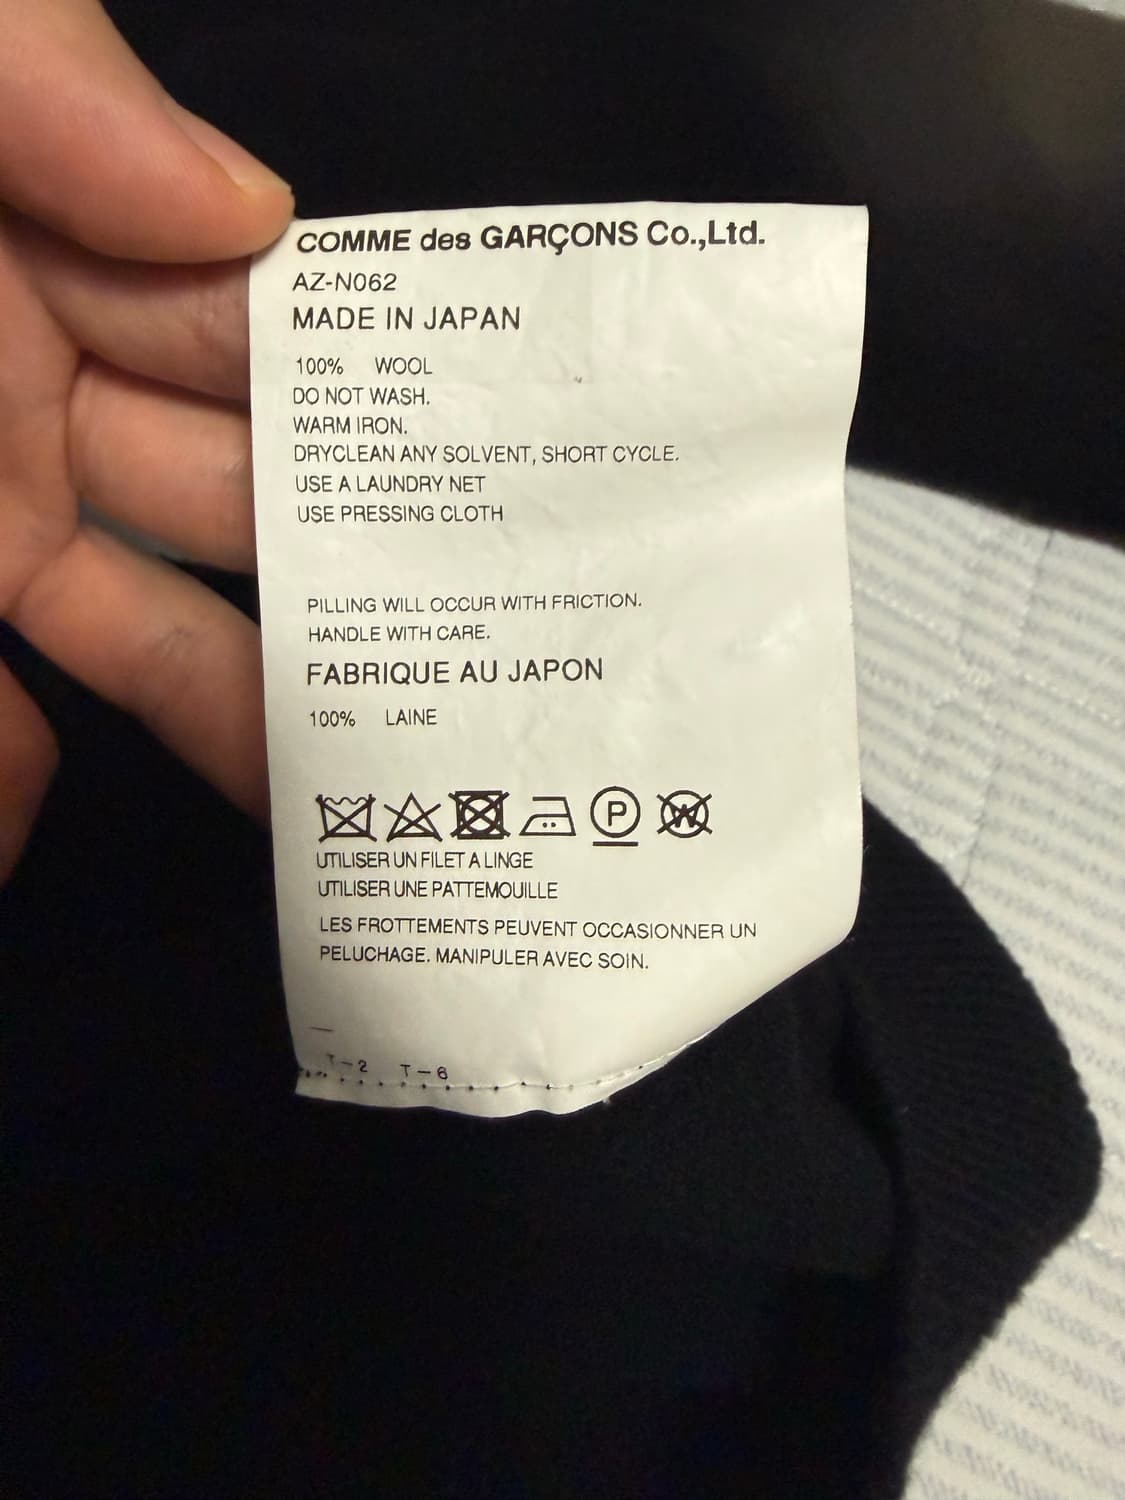 COMME des GARÇONS Co.,Ltd.
AZ-N062
MADE IN JAPAN
100% WOOL
DO NOT WASH.
WARM IRON.
DRYCLEAN ANY SOLVENT, SHORT CYCLE.
USE A LAUNDRY NET
USE PRESSING CLOTH
PILLING WILL OCCUR WITH FRICTION.
HANDLE WITH CARE.
FABRIQUE AU JAPON
100% LAINE
P W
UTILISER UN FILET A LINGE
UTILISER UNE PATTEMOUILLE
LES FROTTEMENTS PEUVENT OCCASIONNER UN
PELUCHAGE. MANIPULER AVEC SOIN.
T-2 T-6